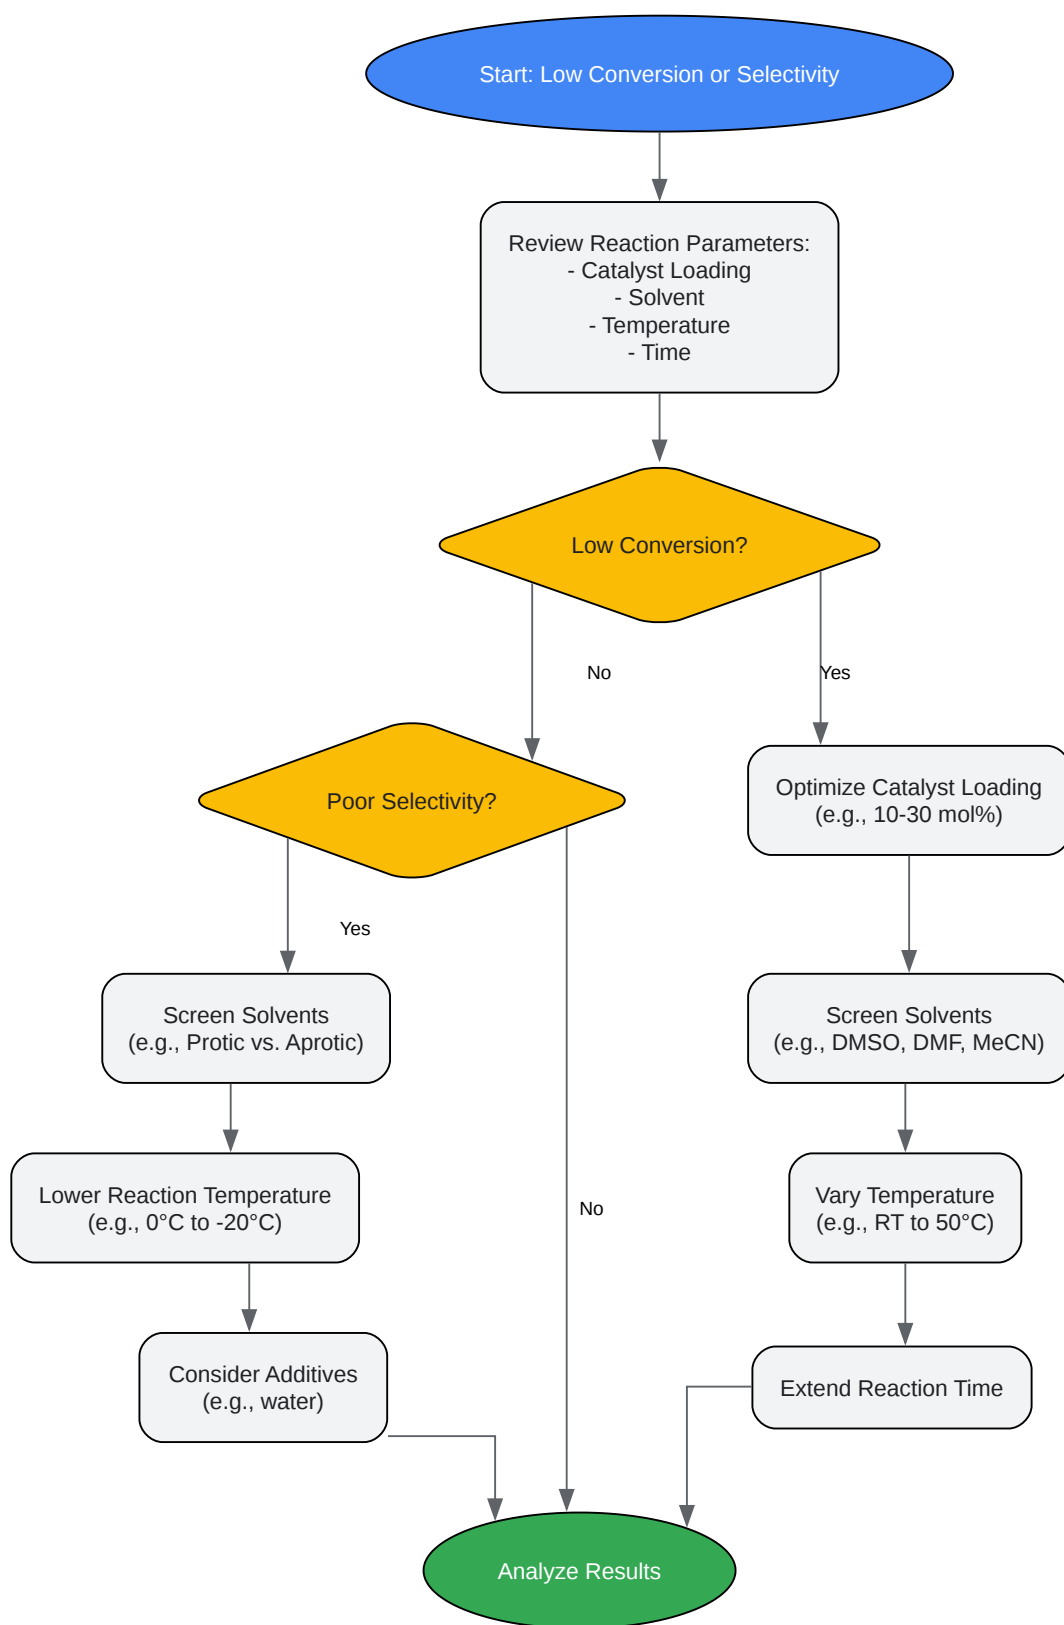 Start: Low Conversion or Selectivity
Review Reaction Parameters:
- Catalyst Loading
- Solvent
- Temperature
- Time
Low Conversion?
No
Yes
Poor Selectivity?
Optimize Catalyst Loading
(e.g., 10-30 mol%)
Yes
Screen Solvents
(e.g., Protic vs. Aprotic)
Screen Solvents
(e.g., DMSO, DMF, MeCN)
Lower Reaction Temperature
(e.g., 0°C to -20°C)
No
Vary Temperature
(e.g., RT to 50°C)
Consider Additives
(e.g., water)
Extend Reaction Time
Analyze Results